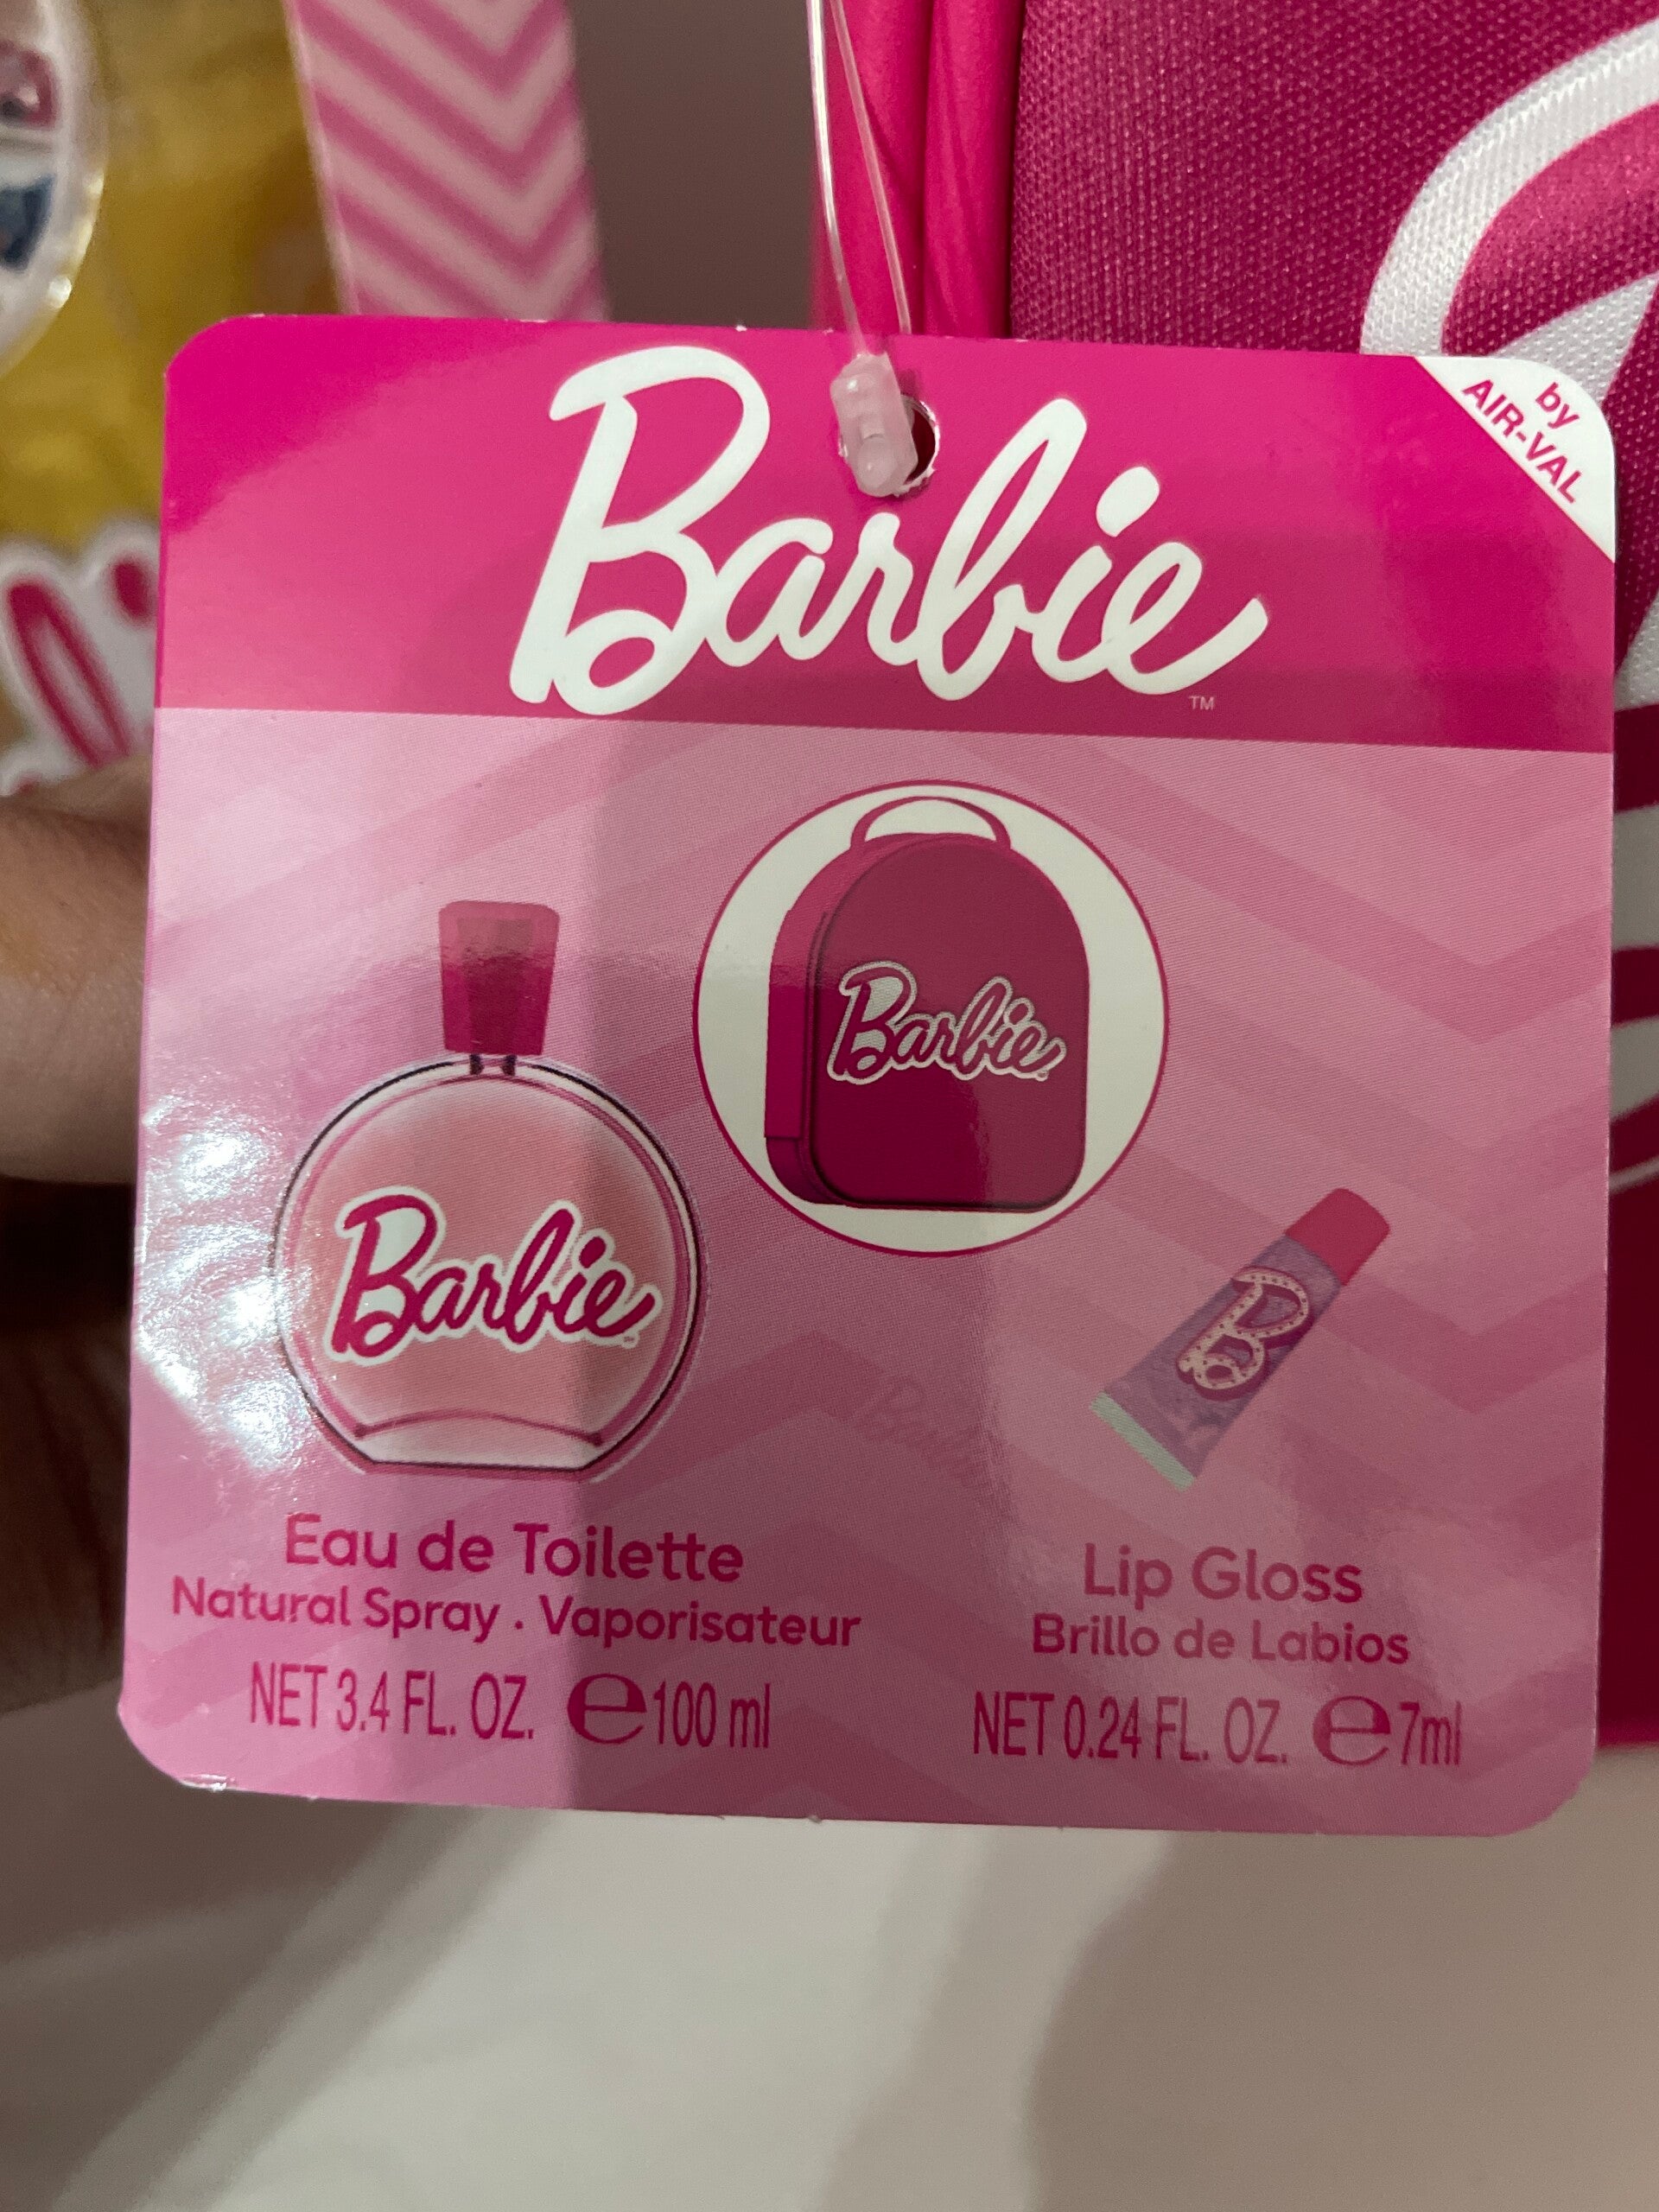 Barbie
TM
by
AIR-VAL
Barbie
Barbie
B
Eau de Toilette
Natural Spray . Vaporisateur
NET 3.4 FL. OZ. ℮100 ml
Lip Gloss
Brillo de Labios
NET 0.24 FL. OZ. ℮7ml